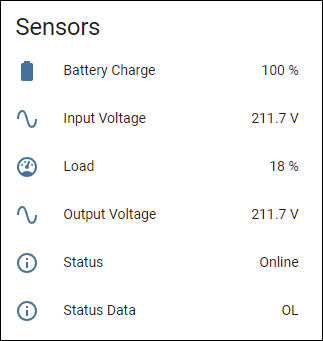 Sensors
Battery Charge 100 %
Input Voltage 211.7 V
Load 18 %
Output Voltage 211.7 V
Status Online
Status Data OL